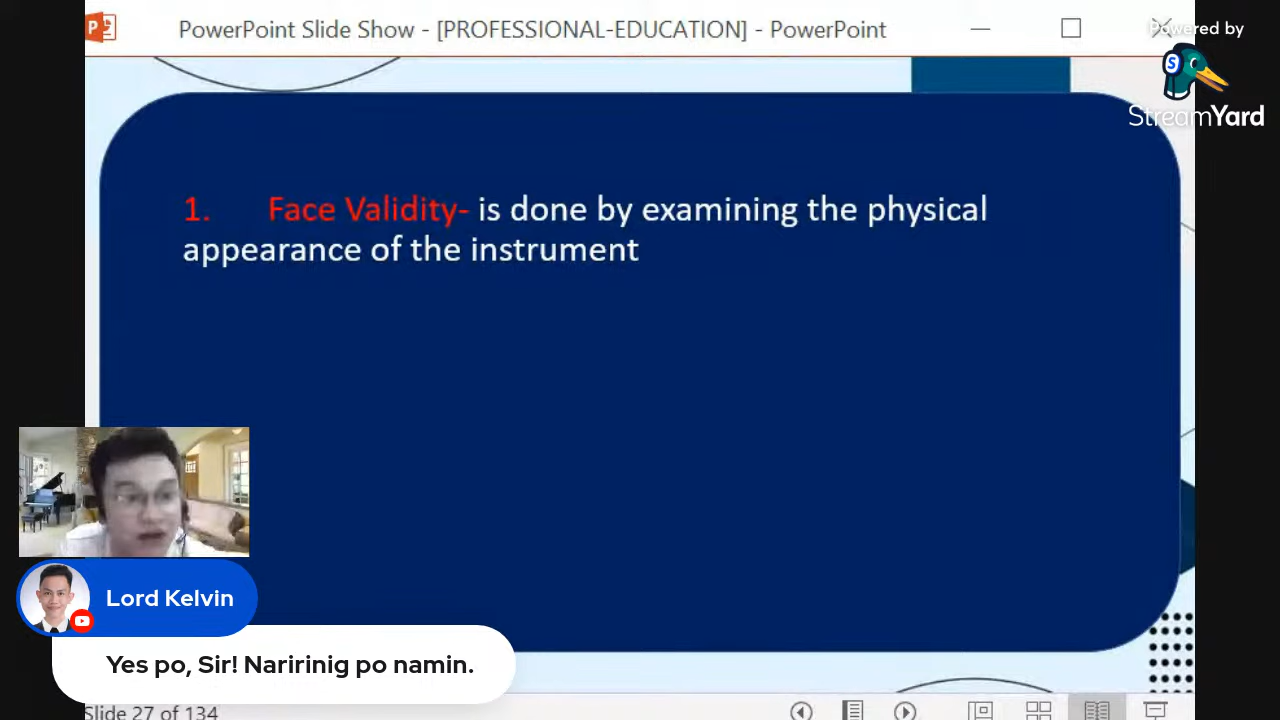 PowerPoint Slide Show - [PROFESSIONAL-EDUCATION] - PowerPoint
Powered by
S
StreamYard
1. Face Validity- is done by examining the physical
appearance of the instrument
Lord Kelvin
Yes po, Sir! Naririnig po namin.
Slide 27 of 134